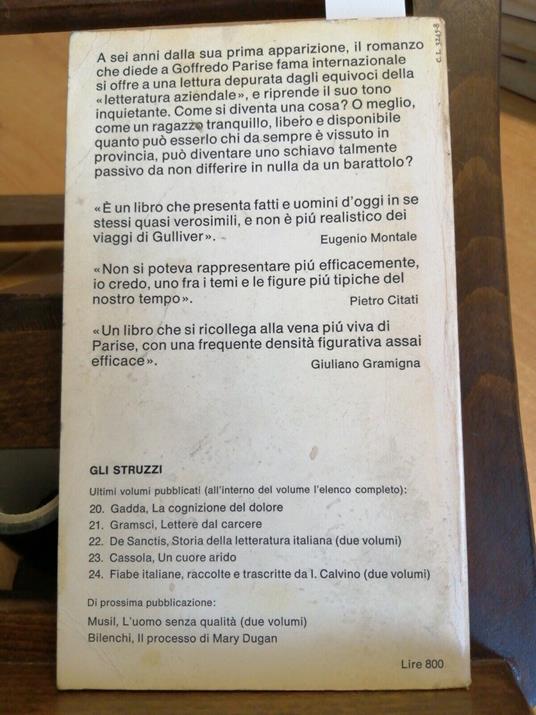 C. L. 3245-8
A sei anni dalla sua prima apparizione, il romanzo
che diede a Goffredo Parise fama internazionale
si offre a una lettura depurata dagli equivoci della
«letteratura aziendale», e riprende il suo tono
inquietante. Come si diventa una cosa? O meglio,
come un ragazzo tranquillo, libero e disponibile
quanto può esserlo chi da sempre è vissuto in
provincia, può diventare uno schiavo talmente
passivo da non differire in nulla da un barattolo?
«È un libro che presenta fatti e uomini d'oggi in se
stessi quasi verosimili, e non è piú realistico dei
viaggi di Gulliver».
Eugenio Montale
«Non si poteva rappresentare piú efficacemente,
io credo, uno fra i temi e le figure piú tipiche del
nostro tempo».
Pietro Citati
«Un libro che si ricollega alla vena piú viva di
Parise, con una frequente densità figurativa assai
efficace».
Giuliano Gramigna
GLI STRUZZI
Ultimi volumi pubblicati (all'interno del volume l'elenco completo):
20. Gadda, La cognizione del dolore
21. Gramsci, Lettere dal carcere
22. De Sanctis, Storia della letteratura italiana (due volumi)
23. Cassola, Un cuore arido
24. Fiabe italiane, raccolte e trascritte da I. Calvino (due volumi)
Di prossima pubblicazione:
Musil, L'uomo senza qualità (due volumi)
Bilenchi, Il processo di Mary Dugan
Lire 800